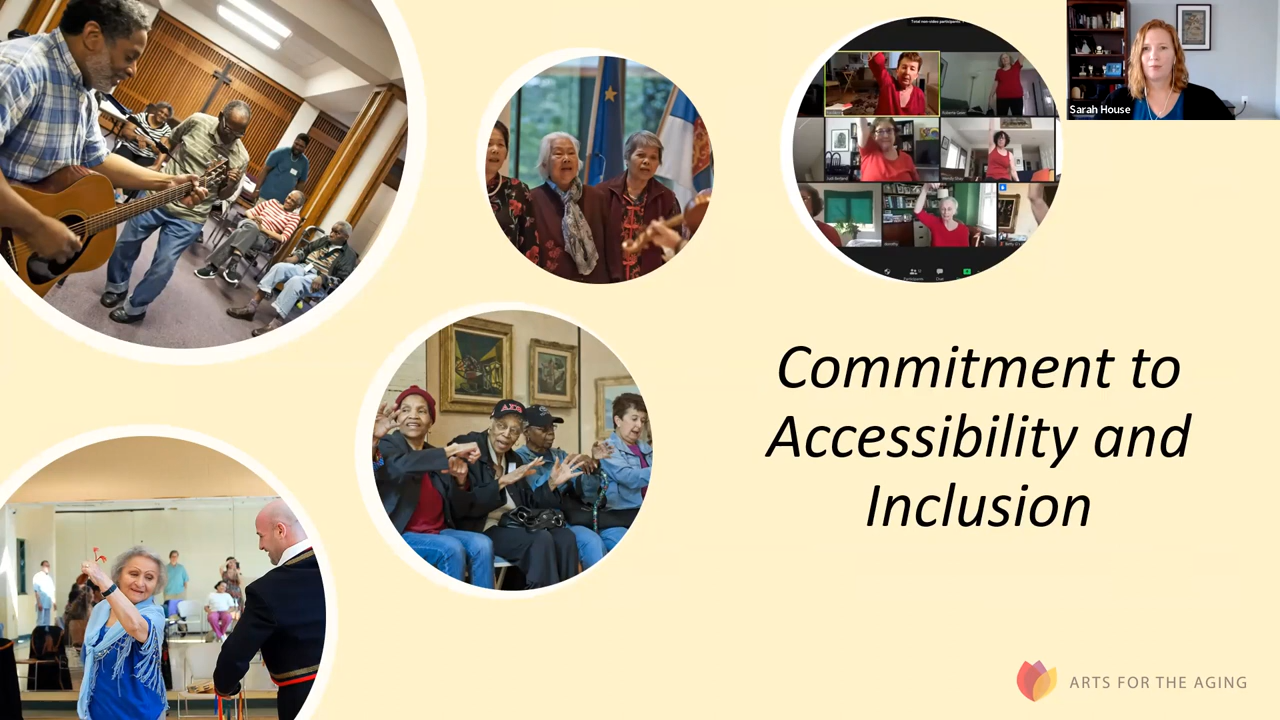 Sarah House
Commitment to
Accessibility and
Inclusion
ARTS FOR THE AGING